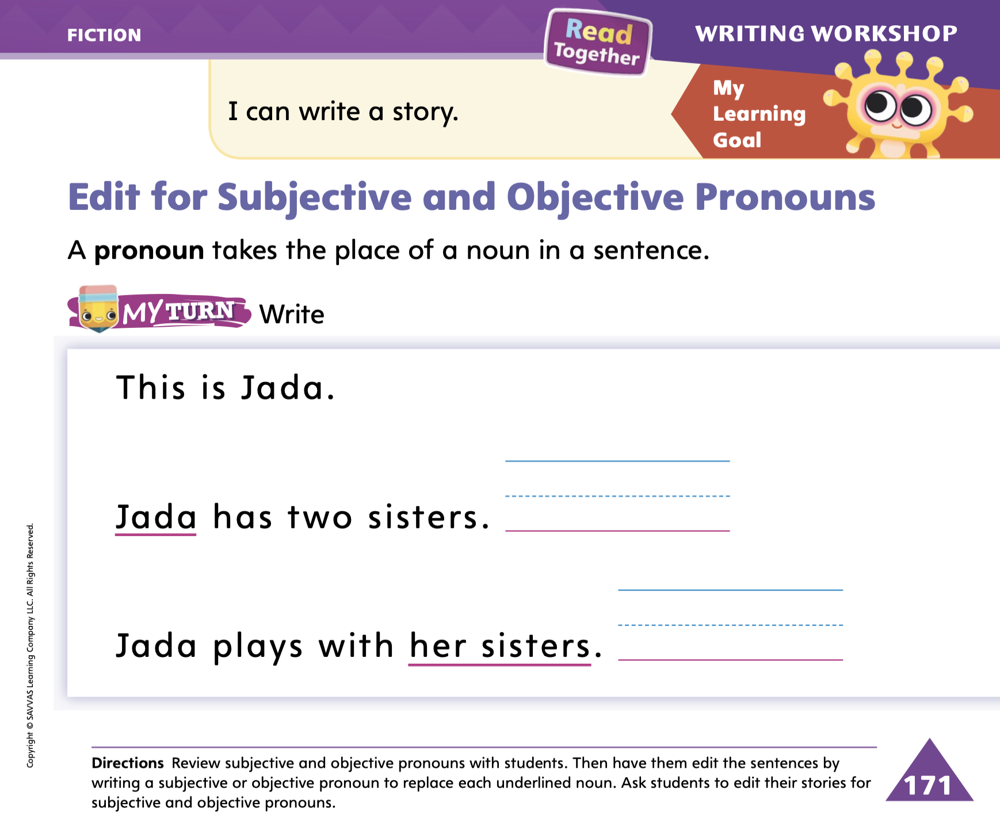 FICTION
Read
Together
WRITING WORKSHOP
I can write a story.
My
Learning
Goal
Edit for Subjective and Objective Pronouns
A pronoun takes the place of a noun in a sentence.
MY TURN Write
This is Jada.
Jada has two sisters.
Jada plays with her sisters.
Copyright © SAVVAS Learning Company LLC. All Rights Reserved.
Directions Review subjective and objective pronouns with students. Then have them edit the sentences by
writing a subjective or objective pronoun to replace each underlined noun. Ask students to edit their stories for
subjective and objective pronouns.
171